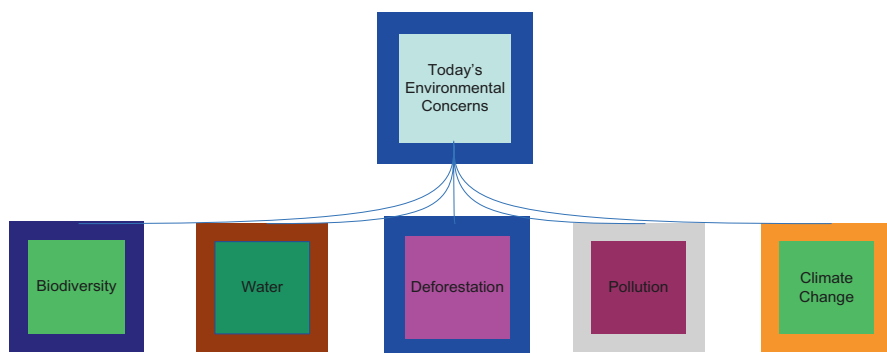 Today’s
Environmental
Concerns
Biodiversity
Water
Deforestation
Pollution
Climate
Change